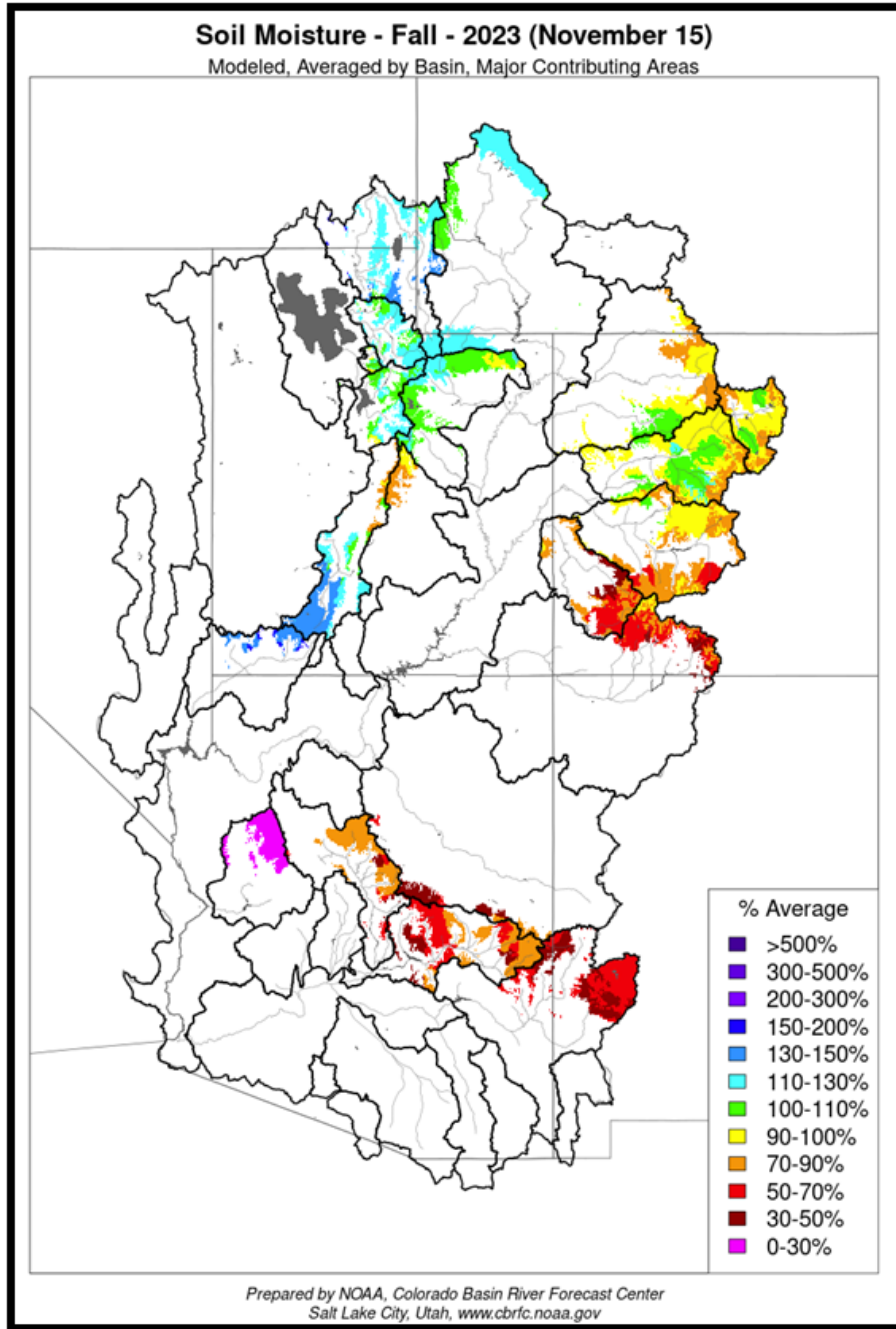 Soil Moisture - Fall - 2023 (November 15)
Modeled, Averaged by Basin, Major Contributing Areas
% Average
>500%
300-500%
200-300%
150-200%
130-150%
110-130%
100-110%
90-100%
70-90%
50-70%
30-50%
0-30%
Prepared by NOAA, Colorado Basin River Forecast Center
Salt Lake City, Utah, www.cbrfc.noaa.gov